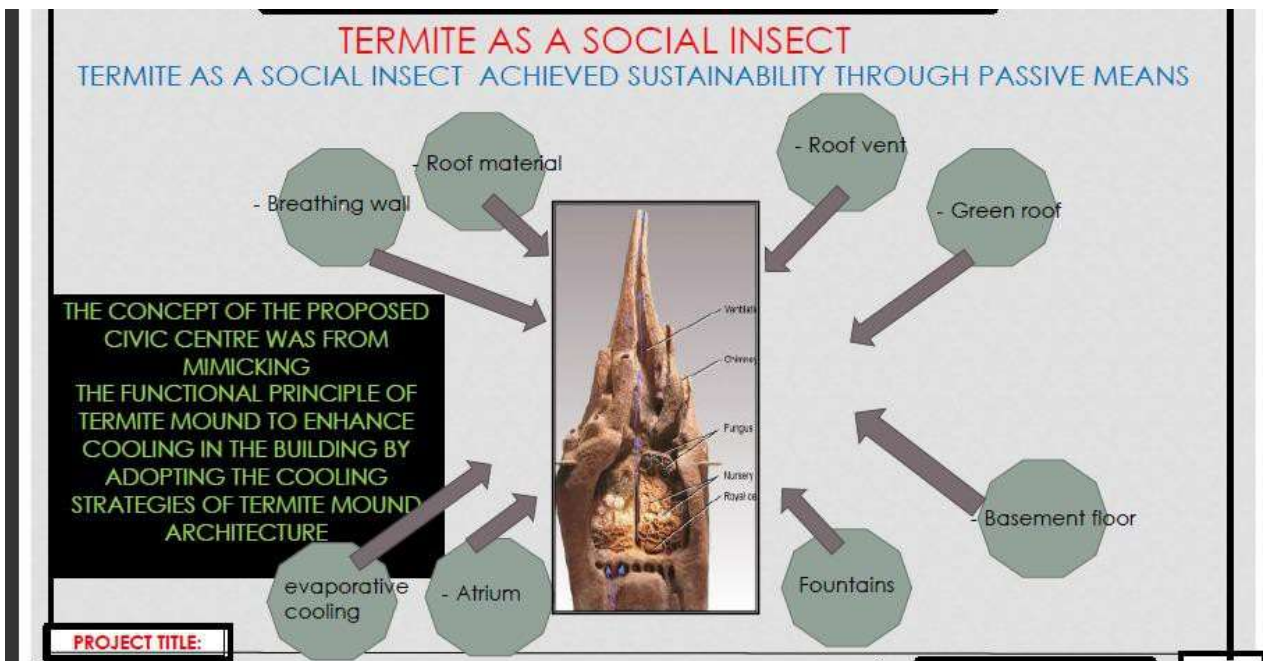 TERMITE AS A SOCIAL INSECT
TERMITE AS A SOCIAL INSECT ACHIEVED SUSTAINABILITY THROUGH PASSIVE MEANS
- Roof material
- Roof vent
- Breathing wall
- Green roof
THE CONCEPT OF THE PROPOSED
CIVIC CENTRE WAS FROM
MIMICKING
THE FUNCTIONAL PRINCIPLE OF
TERMITE MOUND TO ENHANCE
COOLING IN THE BUILDING BY
ADOPTING THE COOLING
STRATEGIES OF TERMITE MOUND
ARCHITECTURE
Ventilati
Chimney
Fungus
Nursery
Royal ce
- Basement floor
evaporative
cooling
- Atrium
Fountains
PROJECT TITLE: